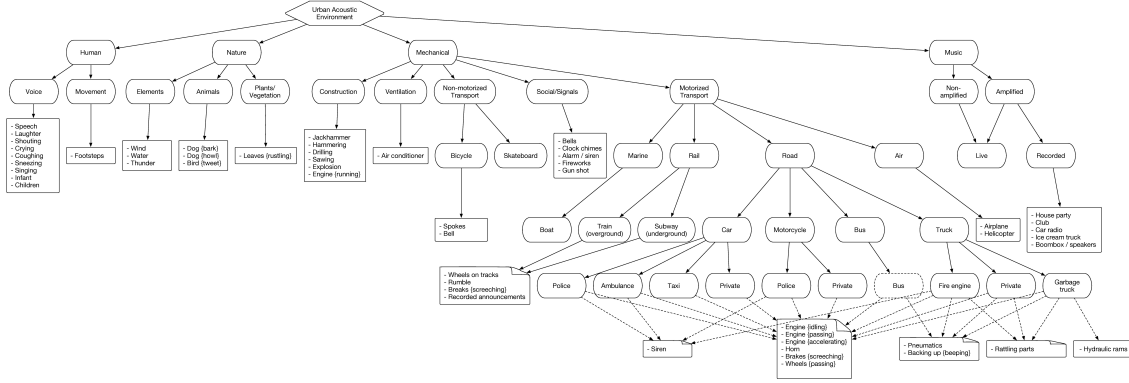 Urban Acoustic
Environment
Human
Nature
Mechanical
Music
Voice
Movement
Elements
Animals
Plants/
Vegetation
Construction
Ventilation
Non-motorized
Transport
Social/Signals
Motorized
Transport
Non-
amplified
Amplified
- Speech
- Laughter
- Shouting
- Crying
- Coughing
- Sneezing
- Singing
- Infant
- Children
- Footsteps
- Wind
- Water
- Thunder
- Dog {bark}
- Dog {howl}
- Bird {tweet}
- Leaves {rustling}
- Jackhammer
- Hammering
- Drilling
- Sawing
- Explosion
- Engine {running}
- Air conditioner
Bicycle
Skateboard
- Bells
- Clock chimes
- Alarm / siren
- Fireworks
- Gun shot
Marine
Rail
Road
Air
Live
Recorded
- Spokes
- Bell
Boat
Train
(overground)
Subway
(underground)
Car
Motorcycle
Bus
Truck
- Airplane
- Helicopter
- House party
- Club
- Car radio
- Ice cream truck
- Boombox / speakers
- Wheels on tracks
- Rumble
- Breaks {screeching}
- Recorded announcements
Police
Ambulance
Taxi
Private
Police
Private
Bus
Fire engine
Private
Garbage
truck
- Siren
- Engine {idling}
- Engine {passing}
- Engine {accelerating}
- Horn
- Brakes {screeching}
- Wheels {passing}
- Pneumatics
- Backing up {beeping}
- Rattling parts
- Hydraulic rams